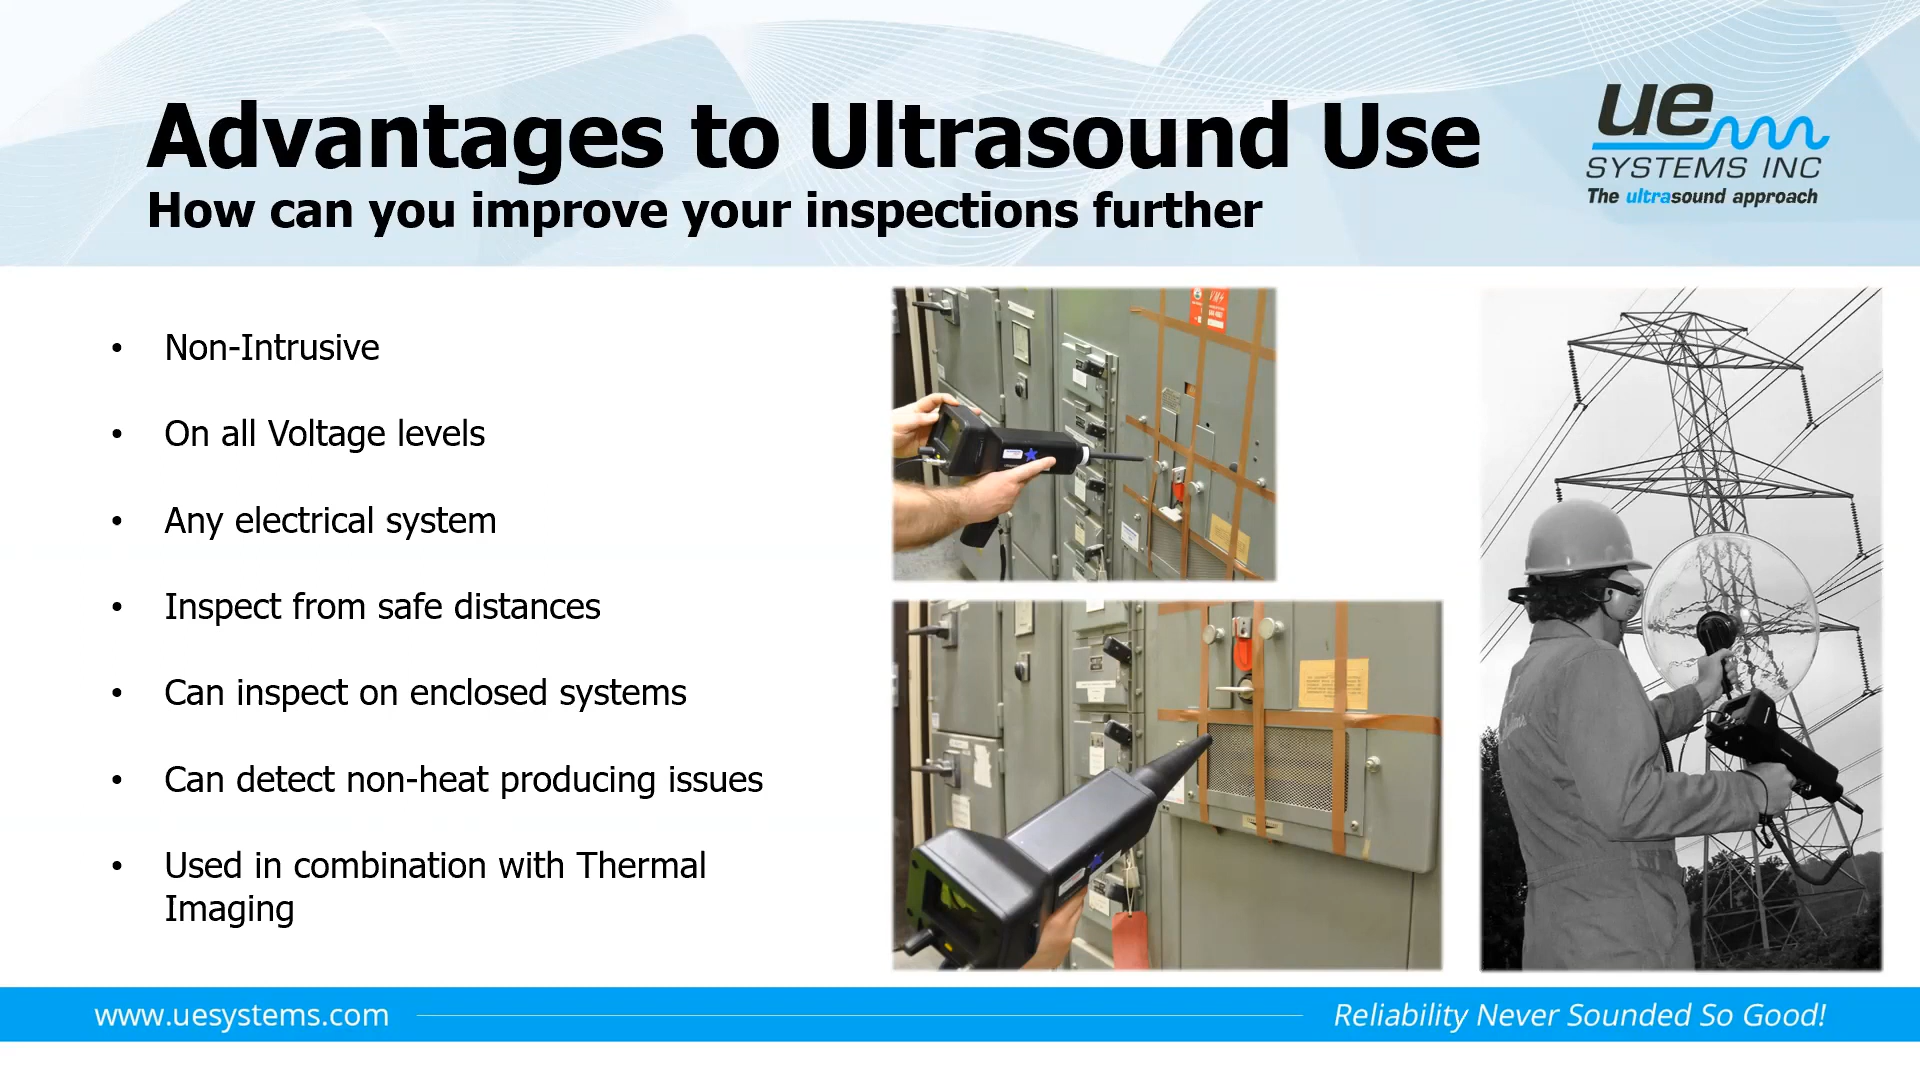 Advantages to Ultrasound Use
How can you improve your inspections further
ue
SYSTEMS INC
The ultrasound approach
• Non-Intrusive
• On all Voltage levels
• Any electrical system
• Inspect from safe distances
• Can inspect on enclosed systems
• Can detect non-heat producing issues
• Used in combination with Thermal
Imaging
www.uesystems.com
Reliability Never Sounded So Good!